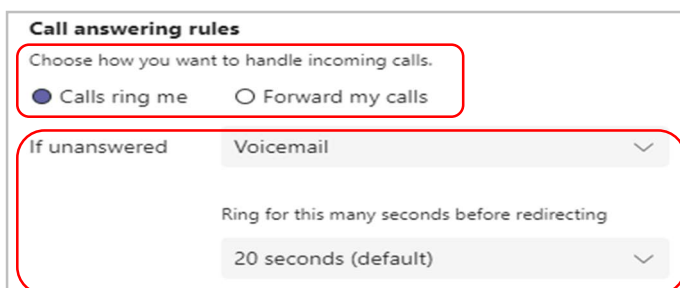 Call answering rules
Choose how you want to handle incoming calls.
Calls ring me Forward my calls
If unanswered Voicemail
Ring for this many seconds before redirecting
20 seconds (default)